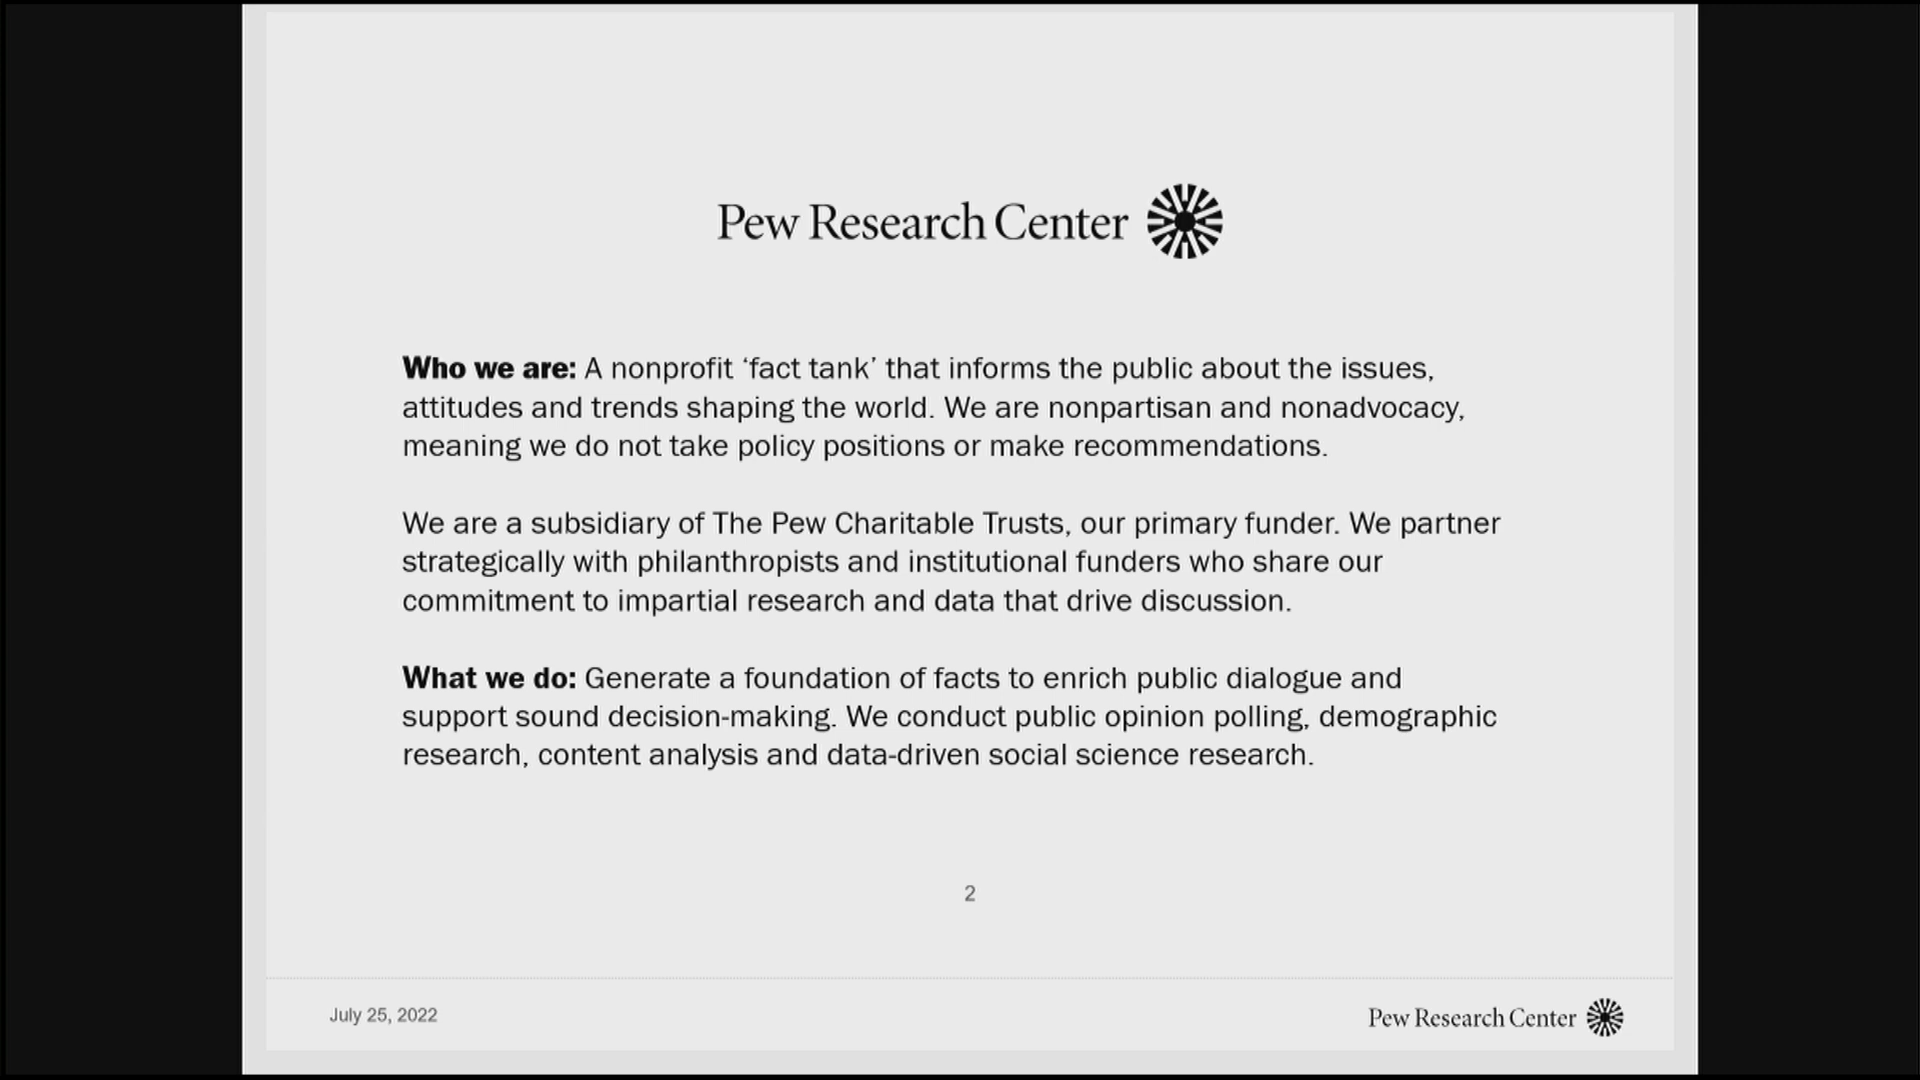 Pew Research Center
Who we are: A nonprofit ‘fact tank’ that informs the public about the issues,
attitudes and trends shaping the world. We are nonpartisan and nonadvocacy,
meaning we do not take policy positions or make recommendations.
We are a subsidiary of The Pew Charitable Trusts, our primary funder. We partner
strategically with philanthropists and institutional funders who share our
commitment to impartial research and data that drive discussion.
What we do: Generate a foundation of facts to enrich public dialogue and
support sound decision-making. We conduct public opinion polling, demographic
research, content analysis and data-driven social science research.
2
July 25, 2022
Pew Research Center